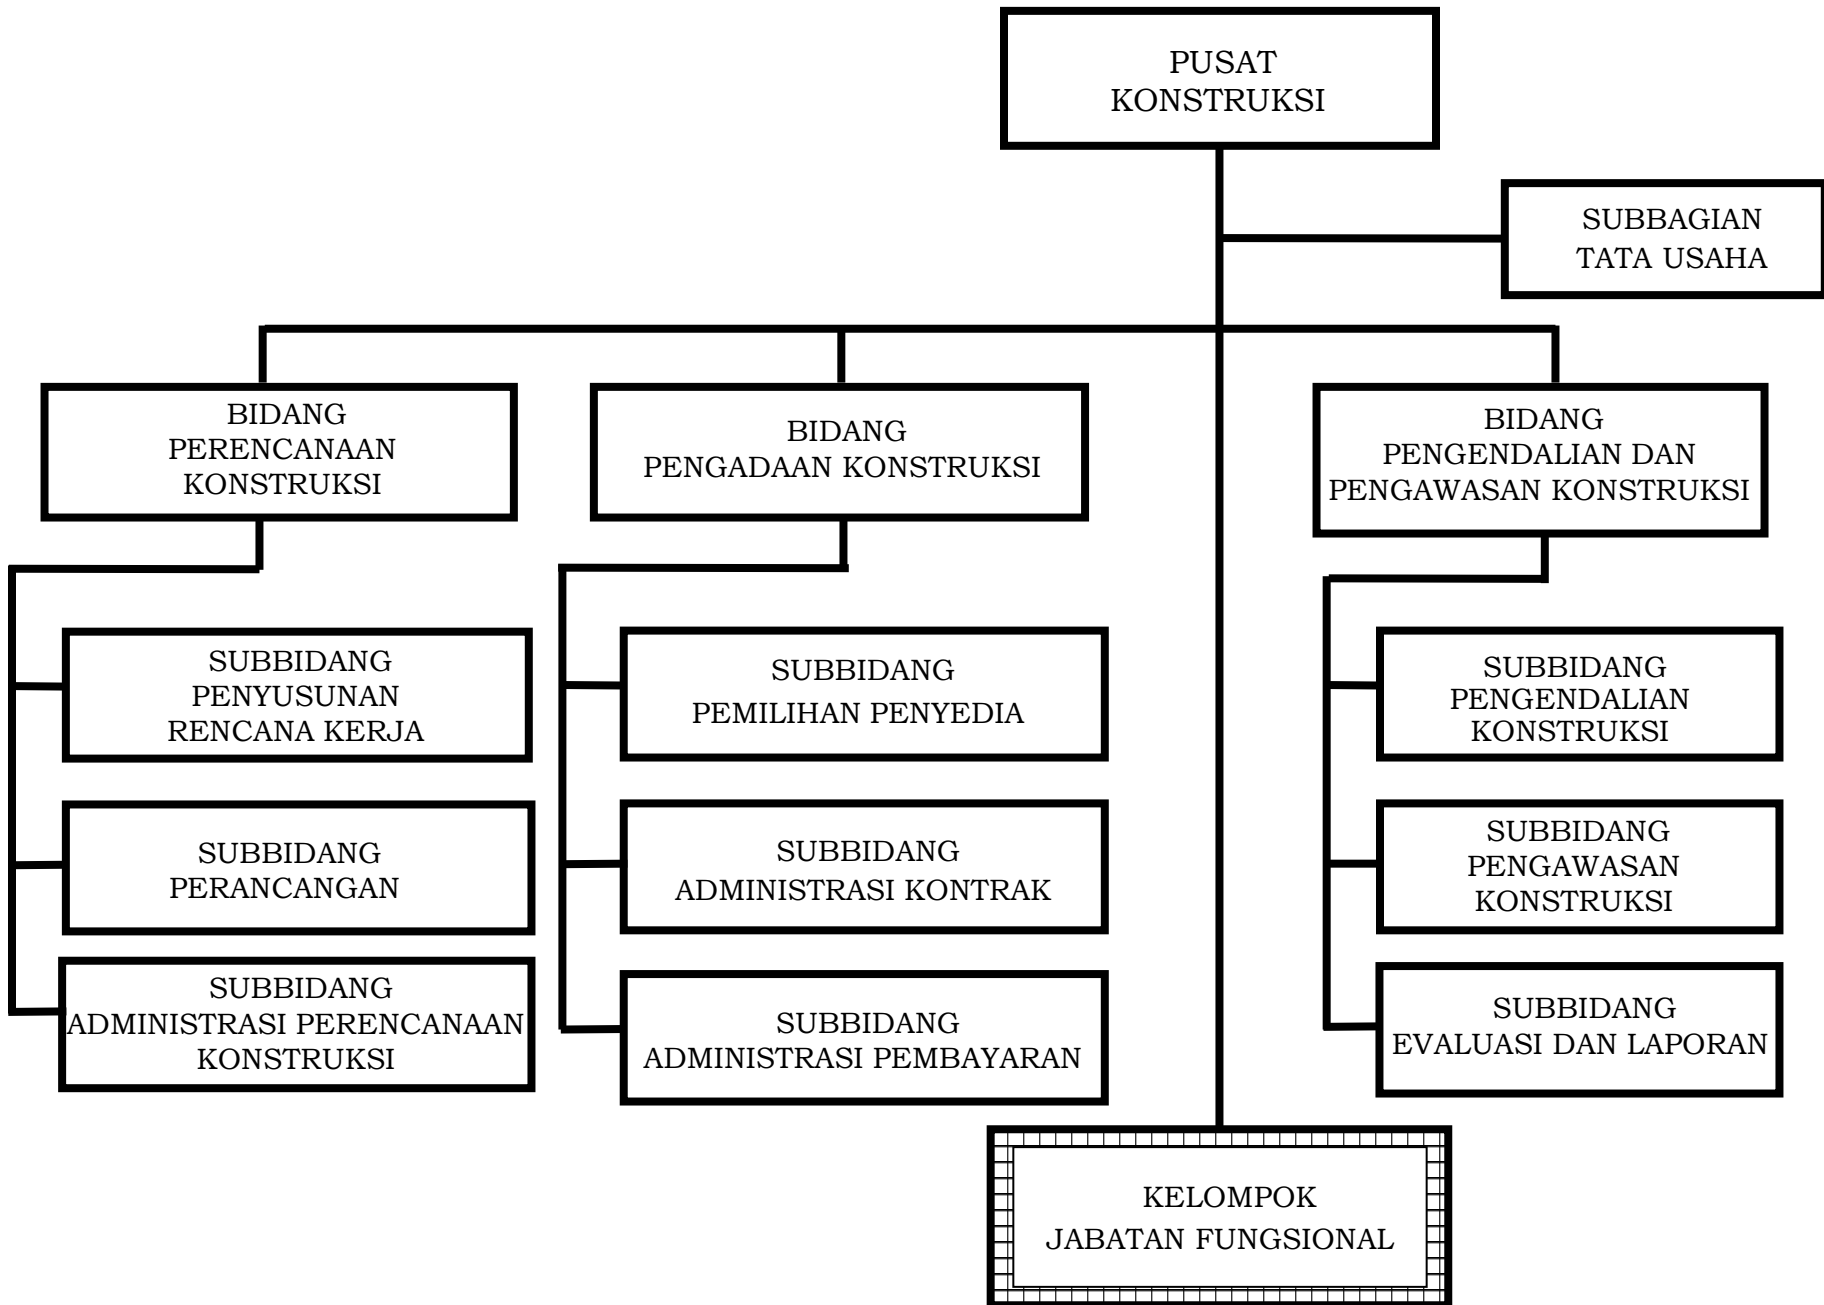 PUSAT
KONSTRUKSI
SUBBAGIAN
TATA USAHA
BIDANG
PERENCANAAN
KONSTRUKSI
BIDANG
PENGADAAN KONSTRUKSI
BIDANG
PENGENDALIAN DAN
PENGAWASAN KONSTRUKSI
SUBBIDANG
PENYUSUNAN
RENCANA KERJA
SUBBIDANG
PERANCANGAN
SUBBIDANG
ADMINISTRASI PERENCANAAN
KONSTRUKSI
SUBBIDANG
PEMILIHAN PENYEDIA
SUBBIDANG
ADMINISTRASI KONTRAK
SUBBIDANG
ADMINISTRASI PEMBAYARAN
SUBBIDANG
PENGENDALIAN
KONSTRUKSI
SUBBIDANG
PENGAWASAN
KONSTRUKSI
SUBBIDANG
EVALUASI DAN LAPORAN
KELOMPOK
JABATAN FUNGSIONAL